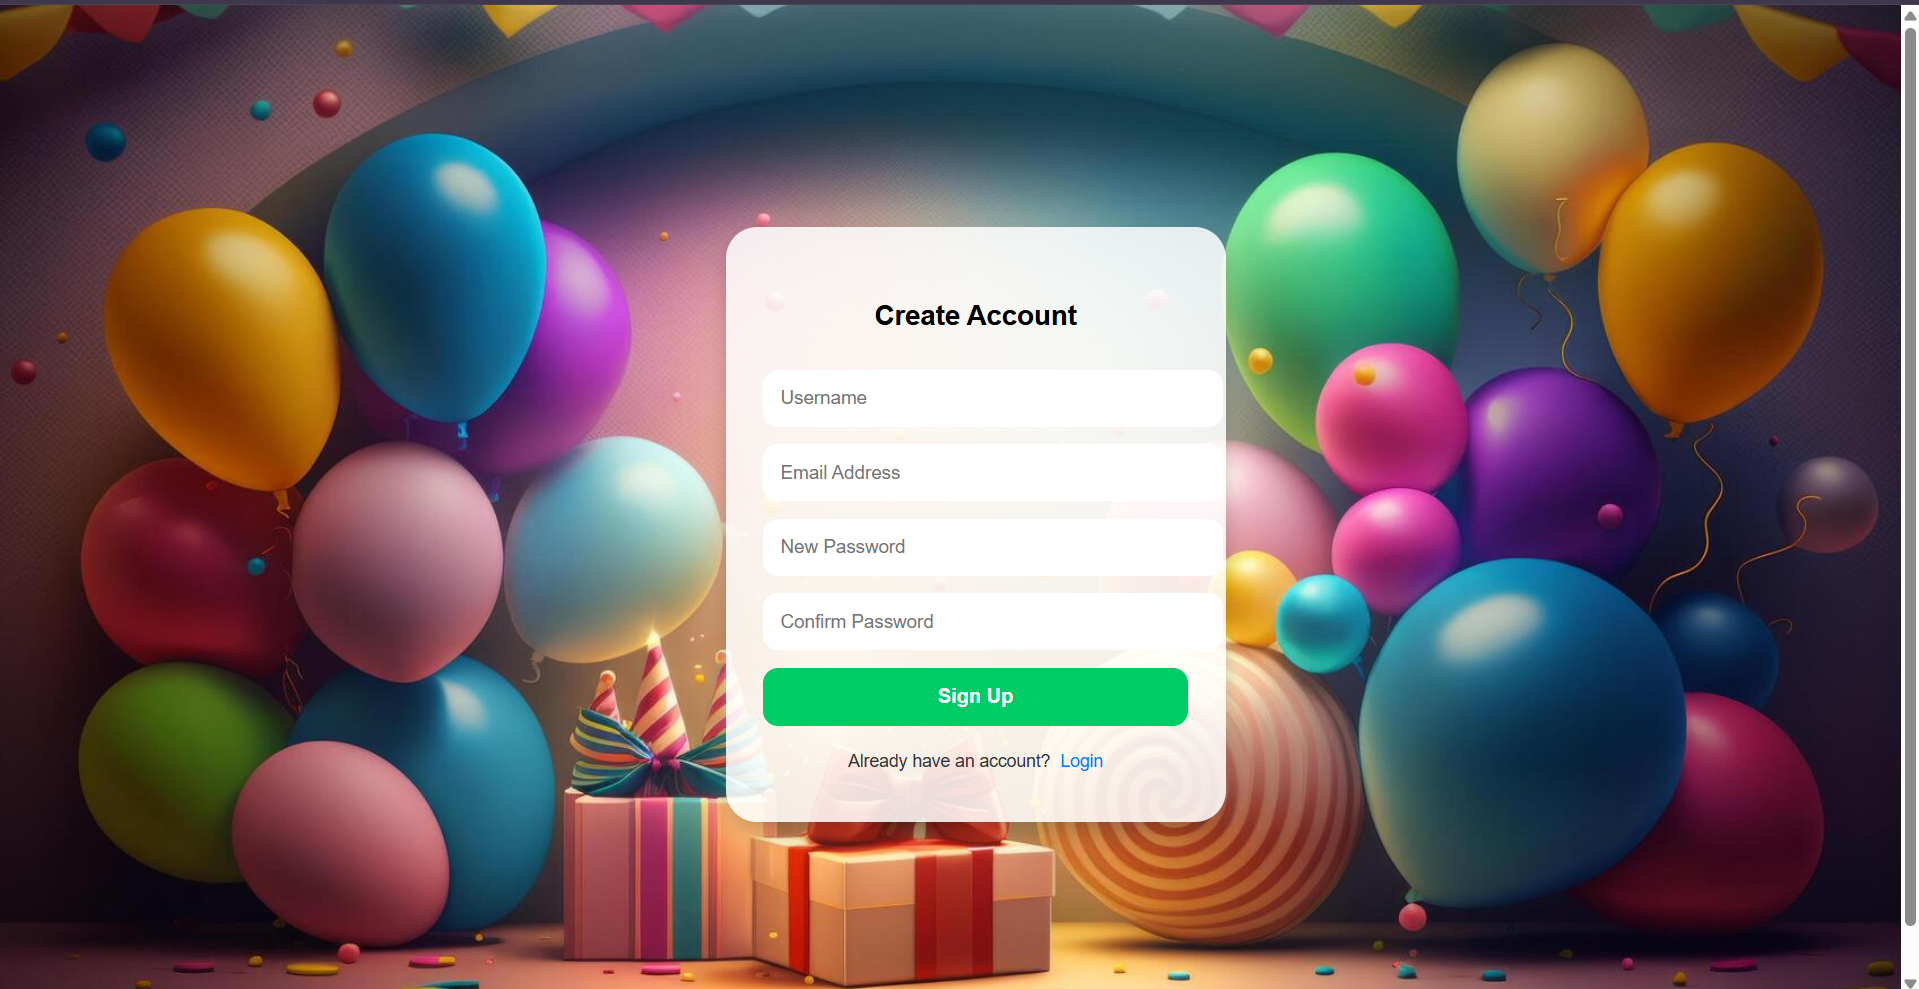 Create Account
Username
Email Address
New Password
Confirm Password
Sign Up
Already have an account? Login